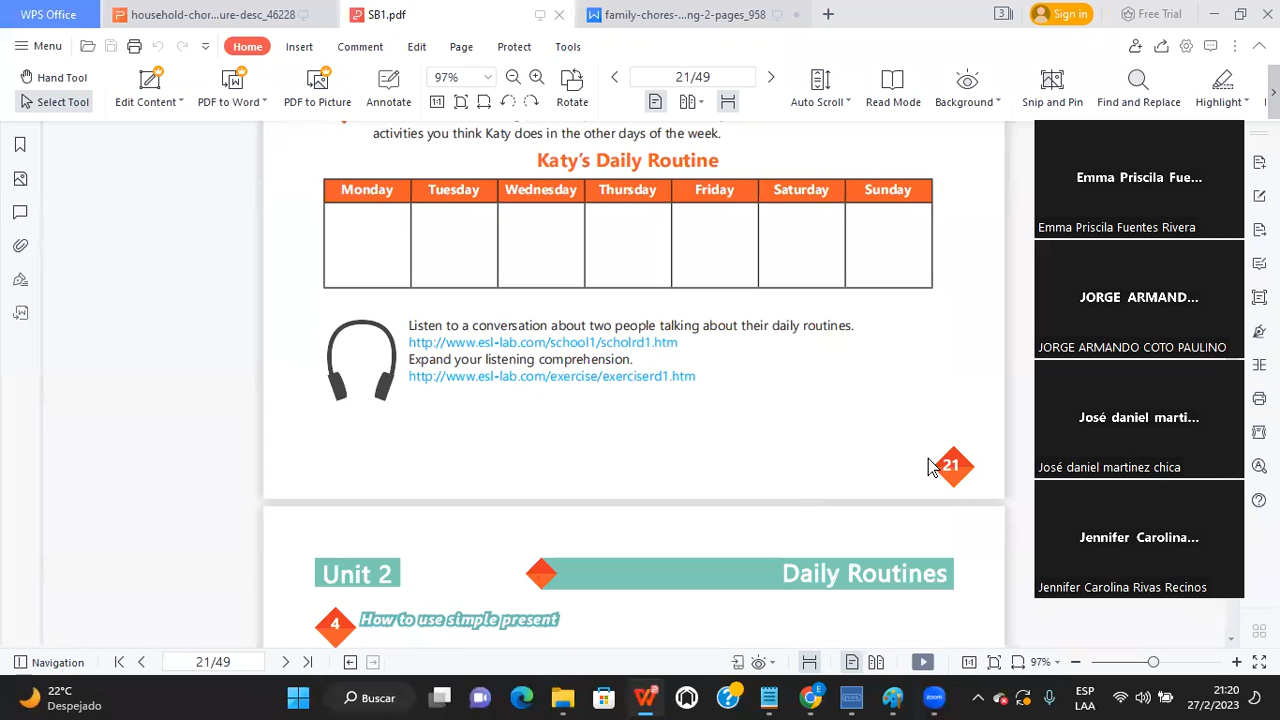 WPS Office
household-chor...ure-desc_46228
SB1.pdf
family-chores-...ng-2-pages_958
3
Sign in
Free Trial
Menu
Home
Insert
Comment
Edit
Page
Protect
Tools
Hand Tool
Select Tool
Edit Content
PDF to Word
PDF to Picture
Annotate
97%
Rotate
21/49
Auto Scroll
Read Mode
Background
Snip and Pin
Find and Replace
Highlight
activities you think Katy does in the other days of the week.
Katy's Daily Routine
Monday Tuesday Wednesday Thursday Friday Saturday Sunday
Listen to a conversation about two people talking about their daily routines.
http://www.esl-lab.com/school1/scholrd1.htm
Expand your listening comprehension.
http://www.esl-lab.com/exercise/exerciserd1.htm
21
Unit 2
Daily Routines
4 How to use simple present
Emma Priscila Fue...
Emma Priscila Fuentes Rivera
JORGE ARMAND...
JORGE ARMANDO COTO PAULINO
José daniel marti...
José daniel martinez chica
Jennifer Carolina...
Jennifer Carolina Rivas Recinos
Navigation
21/49
97%
22°C
Despejado
Buscar
ESP
LAA
21:20
27/2/2023